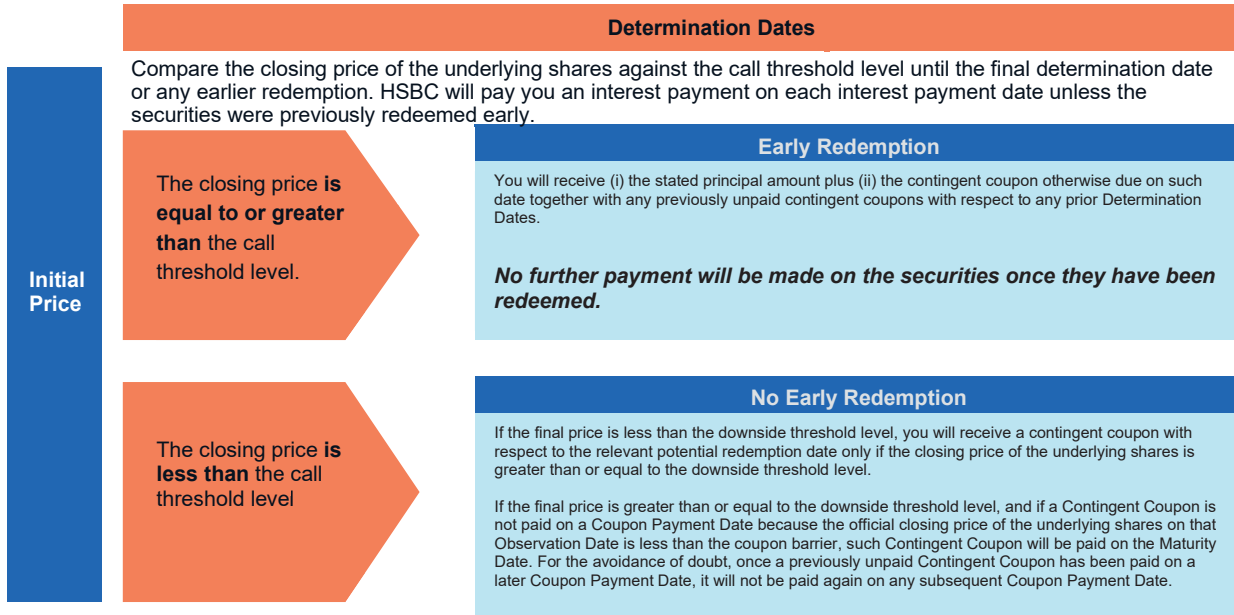 Determination Dates
Compare the closing price of the underlying shares against the call threshold level until the final determination date
or any earlier redemption. HSBC will pay you an interest payment on each interest payment date unless the
securities were previously redeemed early.
Initial
Price
The closing price is
equal to or greater
than the call
threshold level.
Early Redemption
You will receive (i) the stated principal amount plus (ii) the contingent coupon otherwise due on such
date together with any previously unpaid contingent coupons with respect to any prior Determination
Dates.
No further payment will be made on the securities once they have been
redeemed.
The closing price is
less than the call
threshold level
No Early Redemption
If the final price is less than the downside threshold level, you will receive a contingent coupon with
respect to the relevant potential redemption date only if the closing price of the underlying shares is
greater than or equal to the downside threshold level.
If the final price is greater than or equal to the downside threshold level, and if a Contingent Coupon is
not paid on a Coupon Payment Date because the official closing price of the underlying shares on that
Observation Date is less than the coupon barrier, such Contingent Coupon will be paid on the Maturity
Date. For the avoidance of doubt, once a previously unpaid Contingent Coupon has been paid on a
later Coupon Payment Date, it will not be paid again on any subsequent Coupon Payment Date.